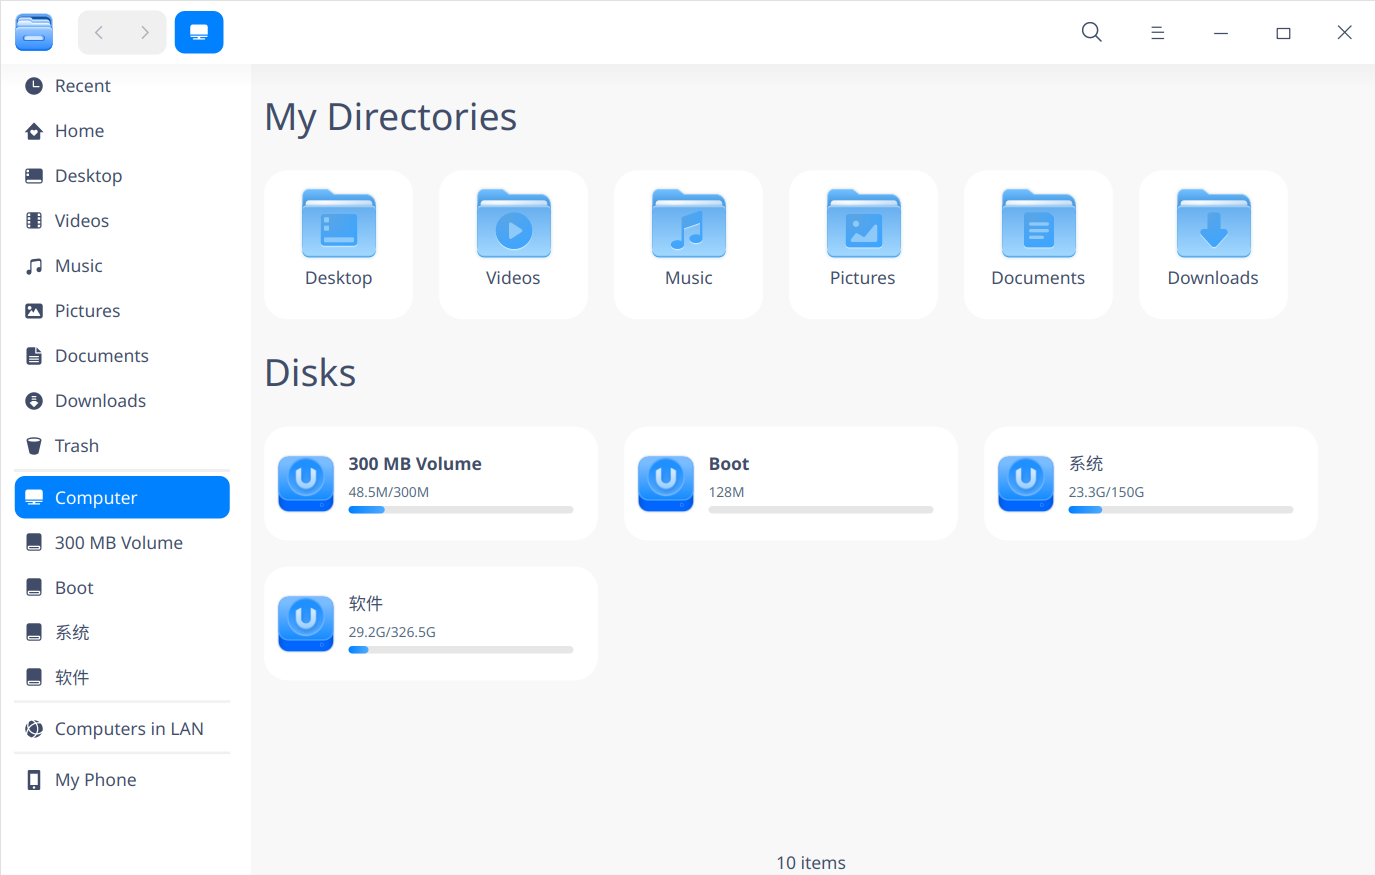 Recent
Home
Desktop
Videos
Music
Pictures
Documents
Downloads
Trash
Computer
300 MB Volume
Boot
系统
软件
Computers in LAN
My Phone
My Directories
Desktop
Videos
Music
Pictures
Documents
Downloads
Disks
300 MB Volume
48.5M/300M
Boot
128M
系统
23.3G/150G
软件
29.2G/326.5G
10 items